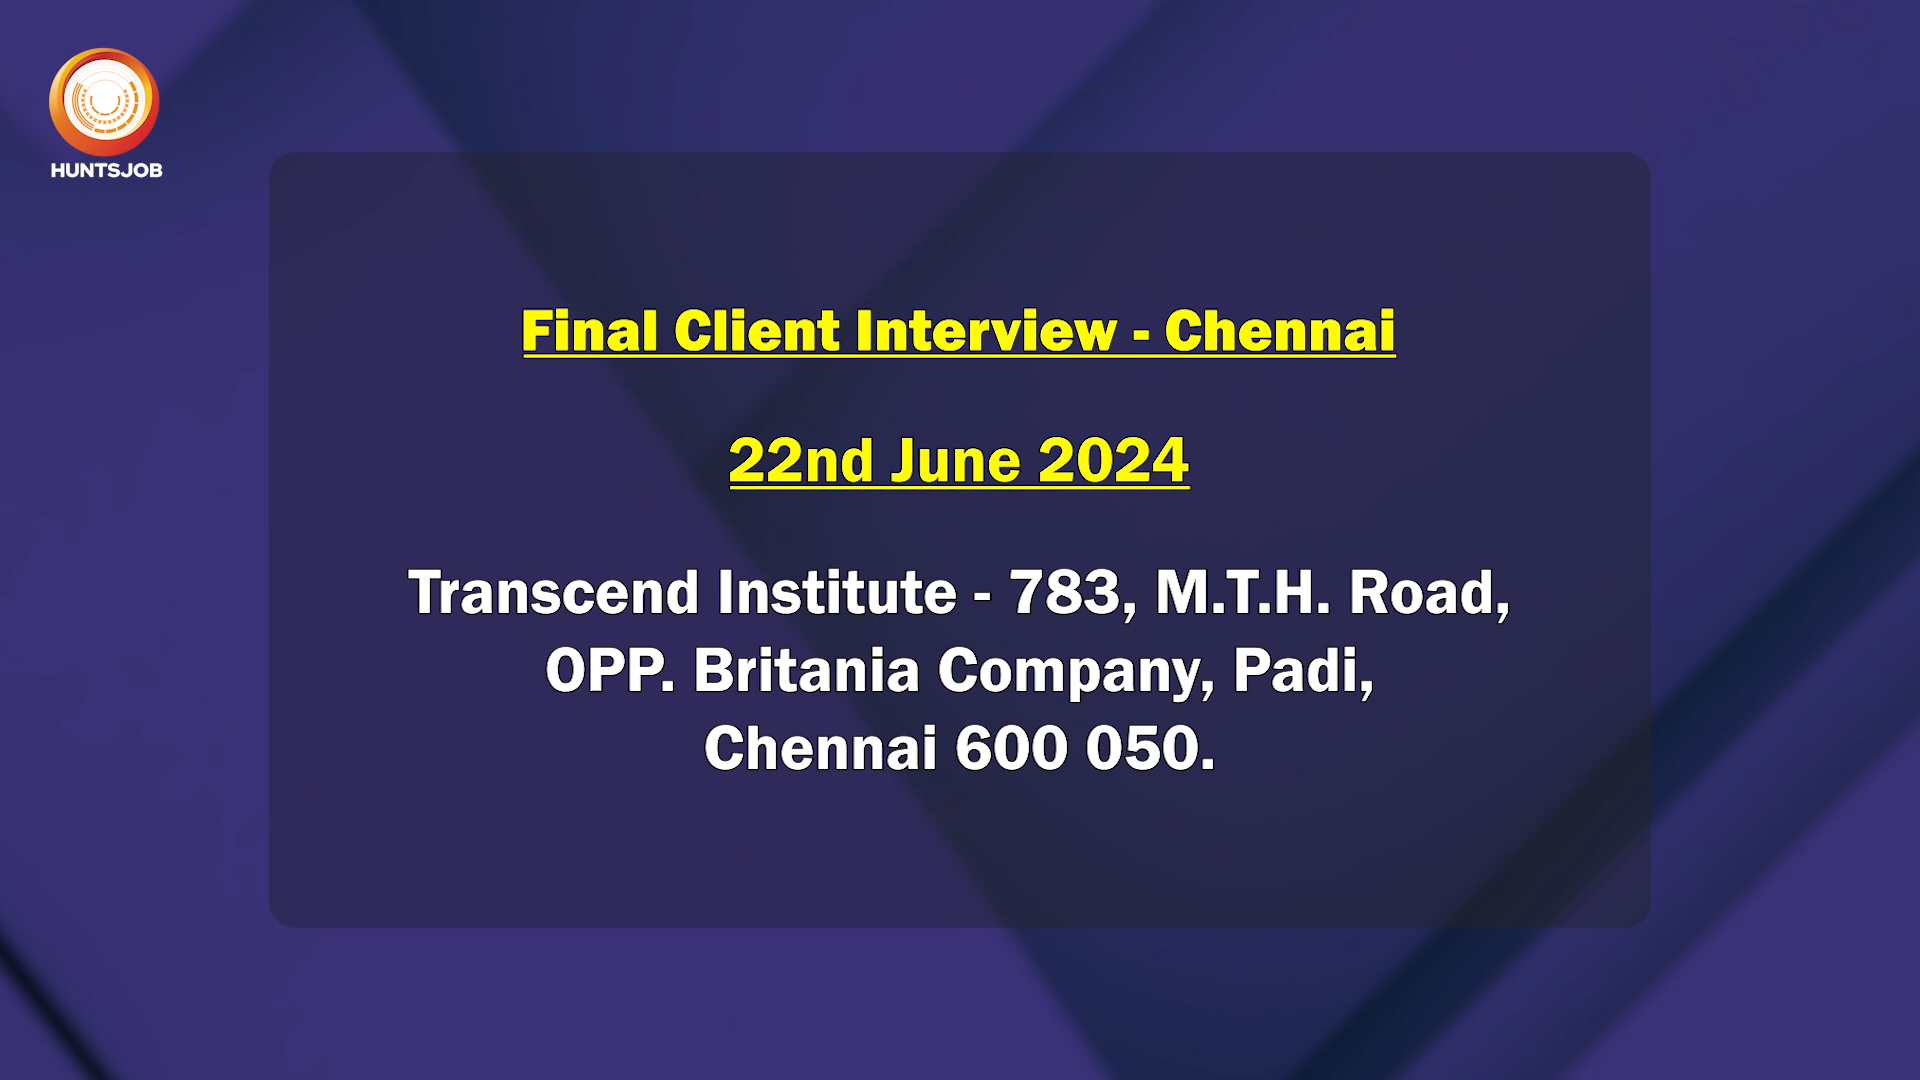 HUNTSJOB
Final Client Interview - Chennai
22nd June 2024
Transcend Institute - 783, M.T.H. Road,
OPP. Britania Company, Padi,
Chennai 600 050.